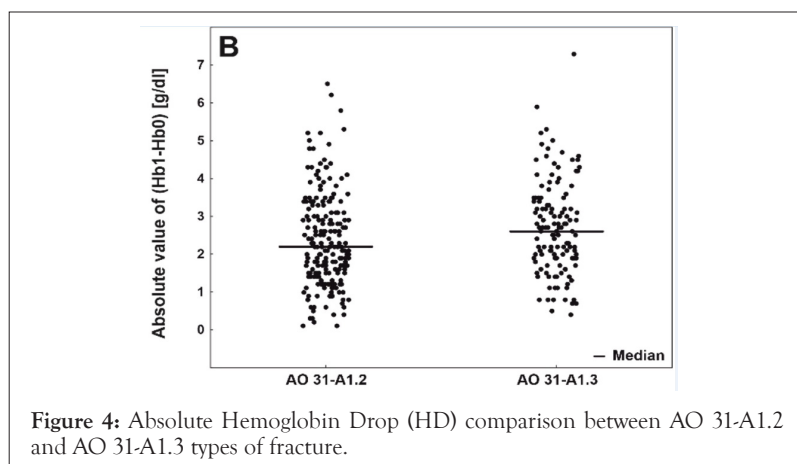 B
Absolute value of (Hb1-Hb0) [g/dl]
7
6
5
4
3
2
1
0
— Median
AO 31-A1.2 AO 31-A1.3
Figure 4: Absolute Hemoglobin Drop (HD) comparison between AO 31-A1.2
and AO 31-A1.3 types of fracture.